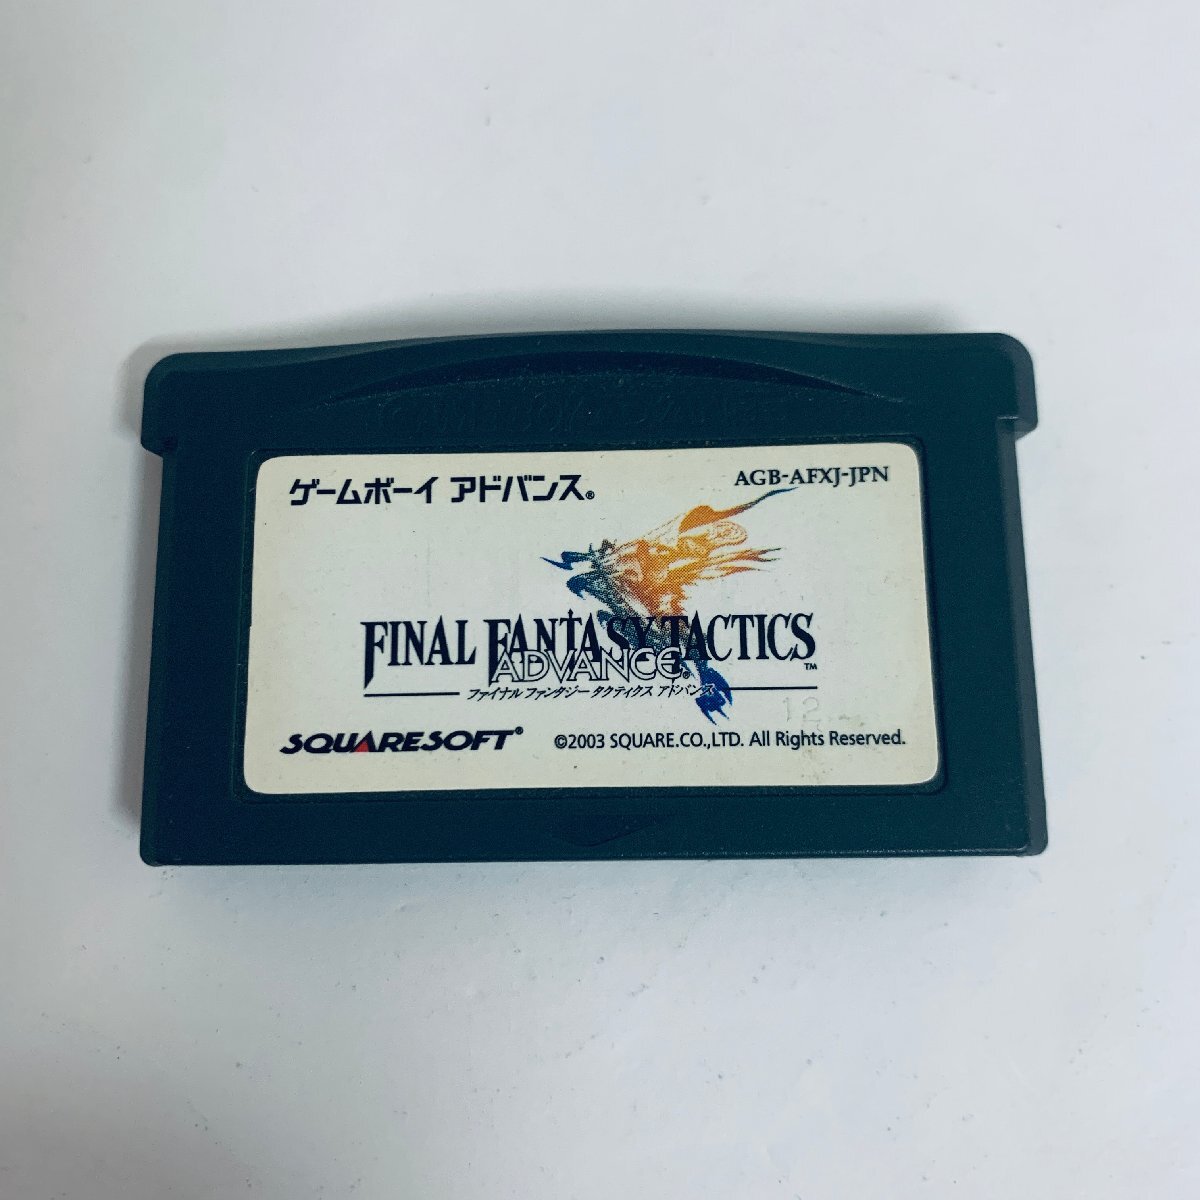 ゲームボーイ アドバンス®
AGB-AFXJ-JPN
FINAL FANTASY TACTICS™
ADVANCE®
ファイナルファンタジータクティクス アドバンス
12
SQUARESOFT®
©2003 SQUARE.CO.,LTD. All Rights Reserved.